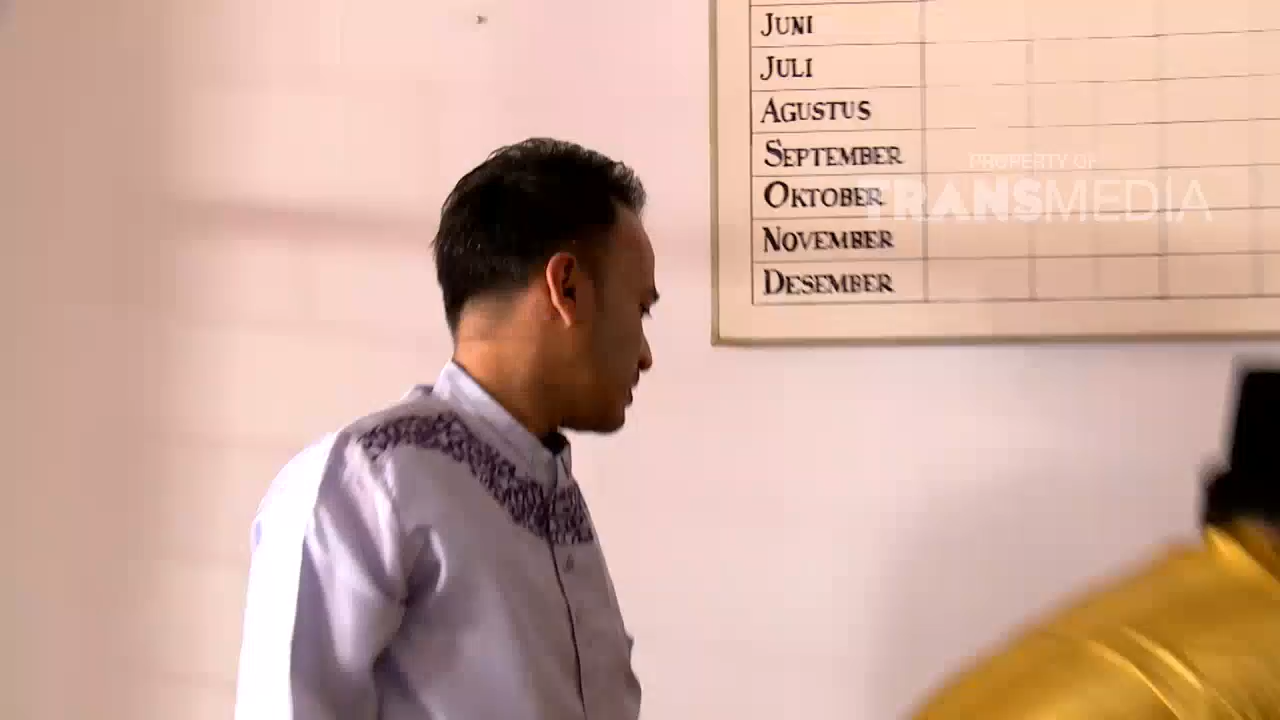 JUNI
JULI
AGUSTUS
SEPTEMBER
OKTOBER
NOVEMBER
DESEMBER
PROPERTY OF
TRANSMEDIA